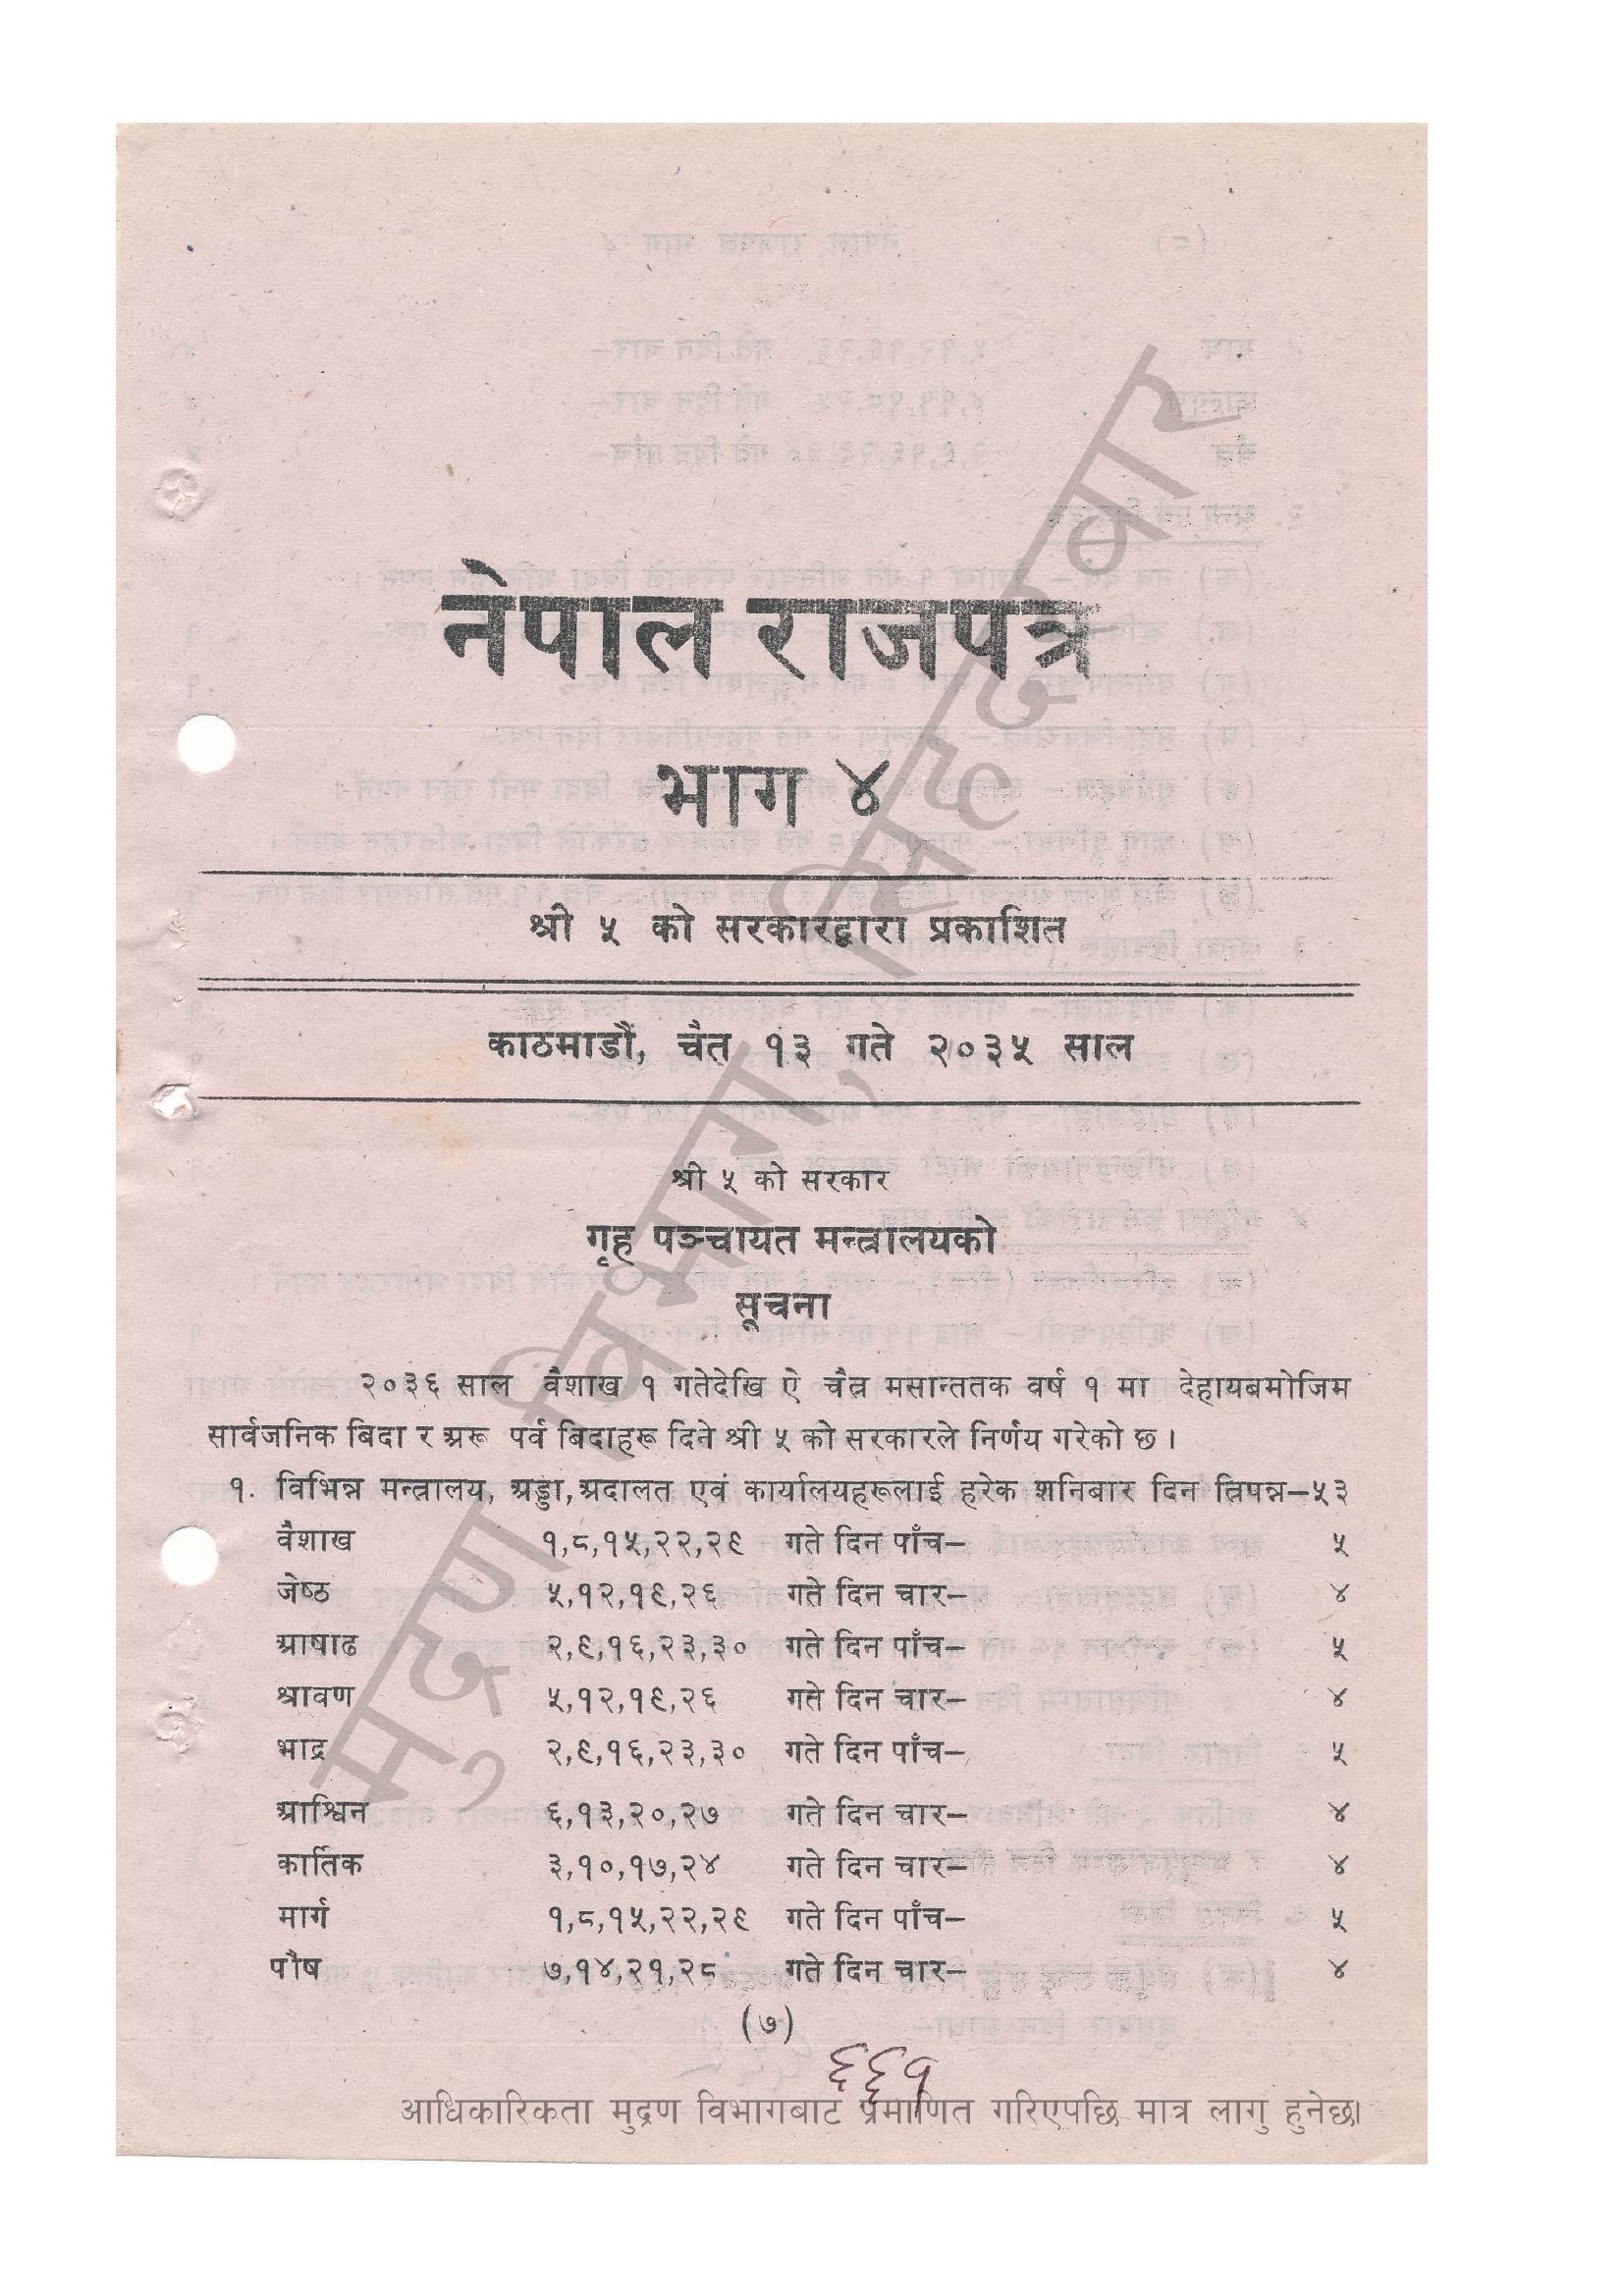 नेपाल राजपत्र
भाग ४
श्री ५ को सरकारद्वारा प्रकाशित
काठमाडौं, चैत १३ गते २०३५ साल
श्री ५ को सरकार
गृह पञ्चायत मन्त्रालयको
सूचना
२०३६ साल वैशाख १ गतेदेखि ऐ चैत्र मसान्ततक वर्ष १ मा देहायबमोजिम
सार्वजनिक बिदा र अरू पर्व बिदाहरू दिने श्री ५ को सरकारले निर्णय गरेको छ ।
१. विभिन्न मन्त्रालय, अड्डा, अदालत एवं कार्यालयहरूलाई हरेक शनिबार दिन त्रिपन्न–५३
वैशाख १,८,१५,२२,२९ गते दिन पाँच– ५
जेष्ठ ५,१२,१९,२६ गते दिन चार– ४
आषाढ २,९,१६,२३,३० गते दिन पाँच– ५
श्रावण ५,१२,१९,२६ गते दिन चार– ४
भाद्र २,९,१६,२३,३० गते दिन पाँच– ५
आश्विन ६,१३,२०,२७ गते दिन चार– ४
कार्तिक ३,१०,१७,२४ गते दिन चार– ४
मार्ग १,८,१५,२२,२९ गते दिन पाँच– ५
पौष ७,१४,२१,२८ गते दिन चार– ४
(७)
६६१
आधिकारिकता मुद्रण विभागबाट प्रमाणित गरिएपछि मात्र लागु हुनेछ।
मुद्रण विभाग, सिंहदरबार